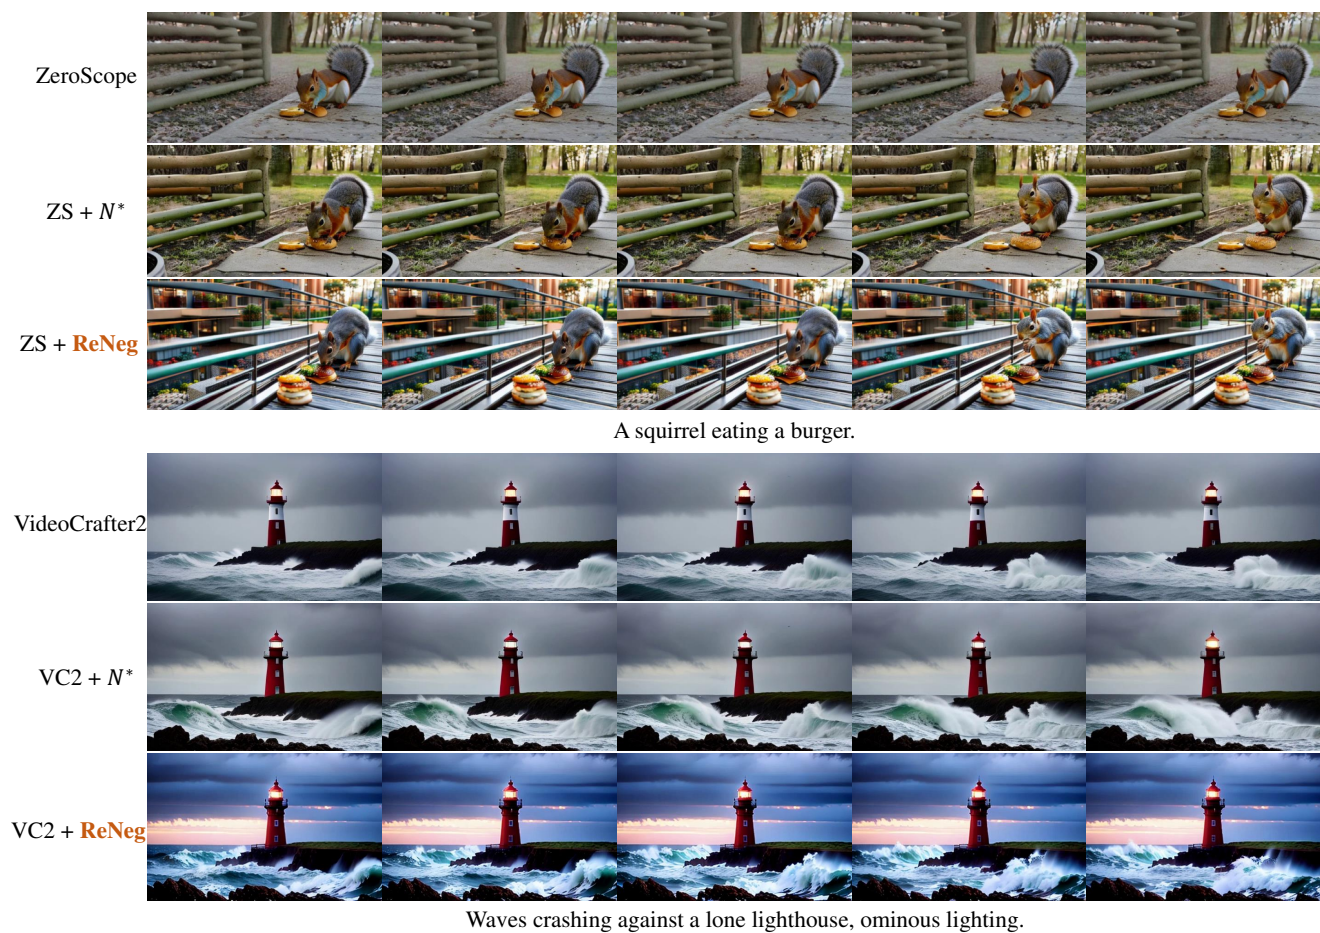 ZeroScope
ZS + N*
ZS + ReNeg
A squirrel eating a burger.
VideoCrafter2
VC2 + N*
VC2 + ReNeg
Waves crashing against a lone lighthouse, ominous lighting.